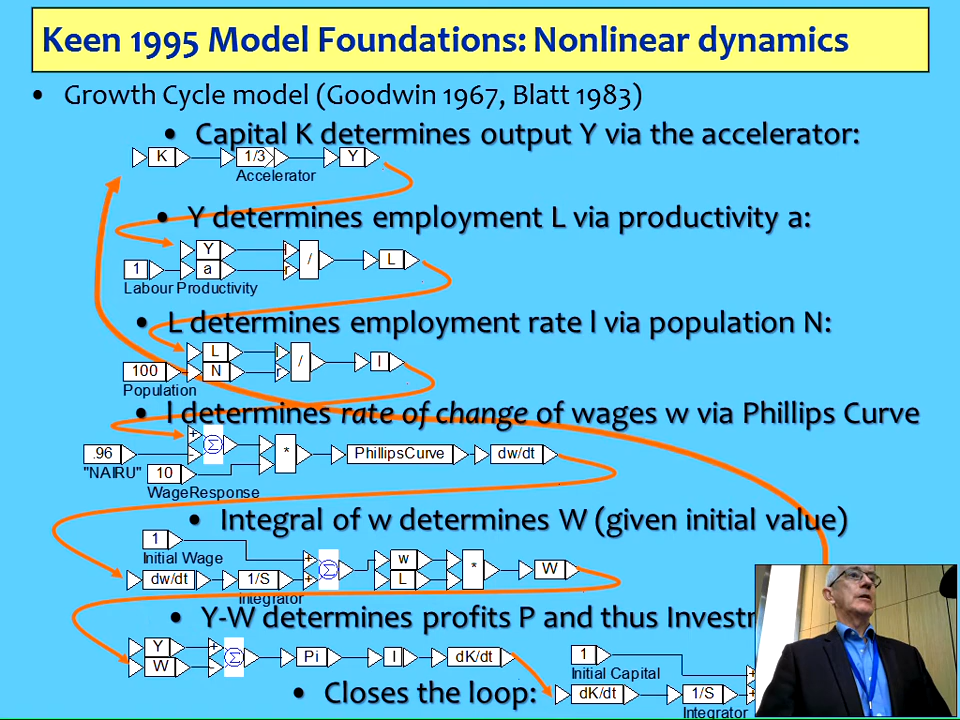 Keen 1995 Model Foundations: Nonlinear dynamics
• Growth Cycle model (Goodwin 1967, Blatt 1983)
• Capital K determines output Y via the accelerator:
K 1/3 Y
Accelerator
• Y determines employment L via productivity a:
Y l
/ L
1 a r
Labour Productivity
• L determines employment rate l via population N:
L l
/ l
100 N r
Population
• l determines rate of change of wages w via Phillips Curve
+
.96 - Σ * PhillipsCurve dw/dt
"NAIRU" 10
WageResponse
• Integral of w determines W (given initial value)
1
Initial Wage + w
Σ * W
dw/dt 1/S + L
Integrator
• Y-W determines profits P and thus
Y +
Σ Pi I dK/dt
W -
1
Initial Capital +
• Closes the loop:
dK/dt 1/S +
Integrator